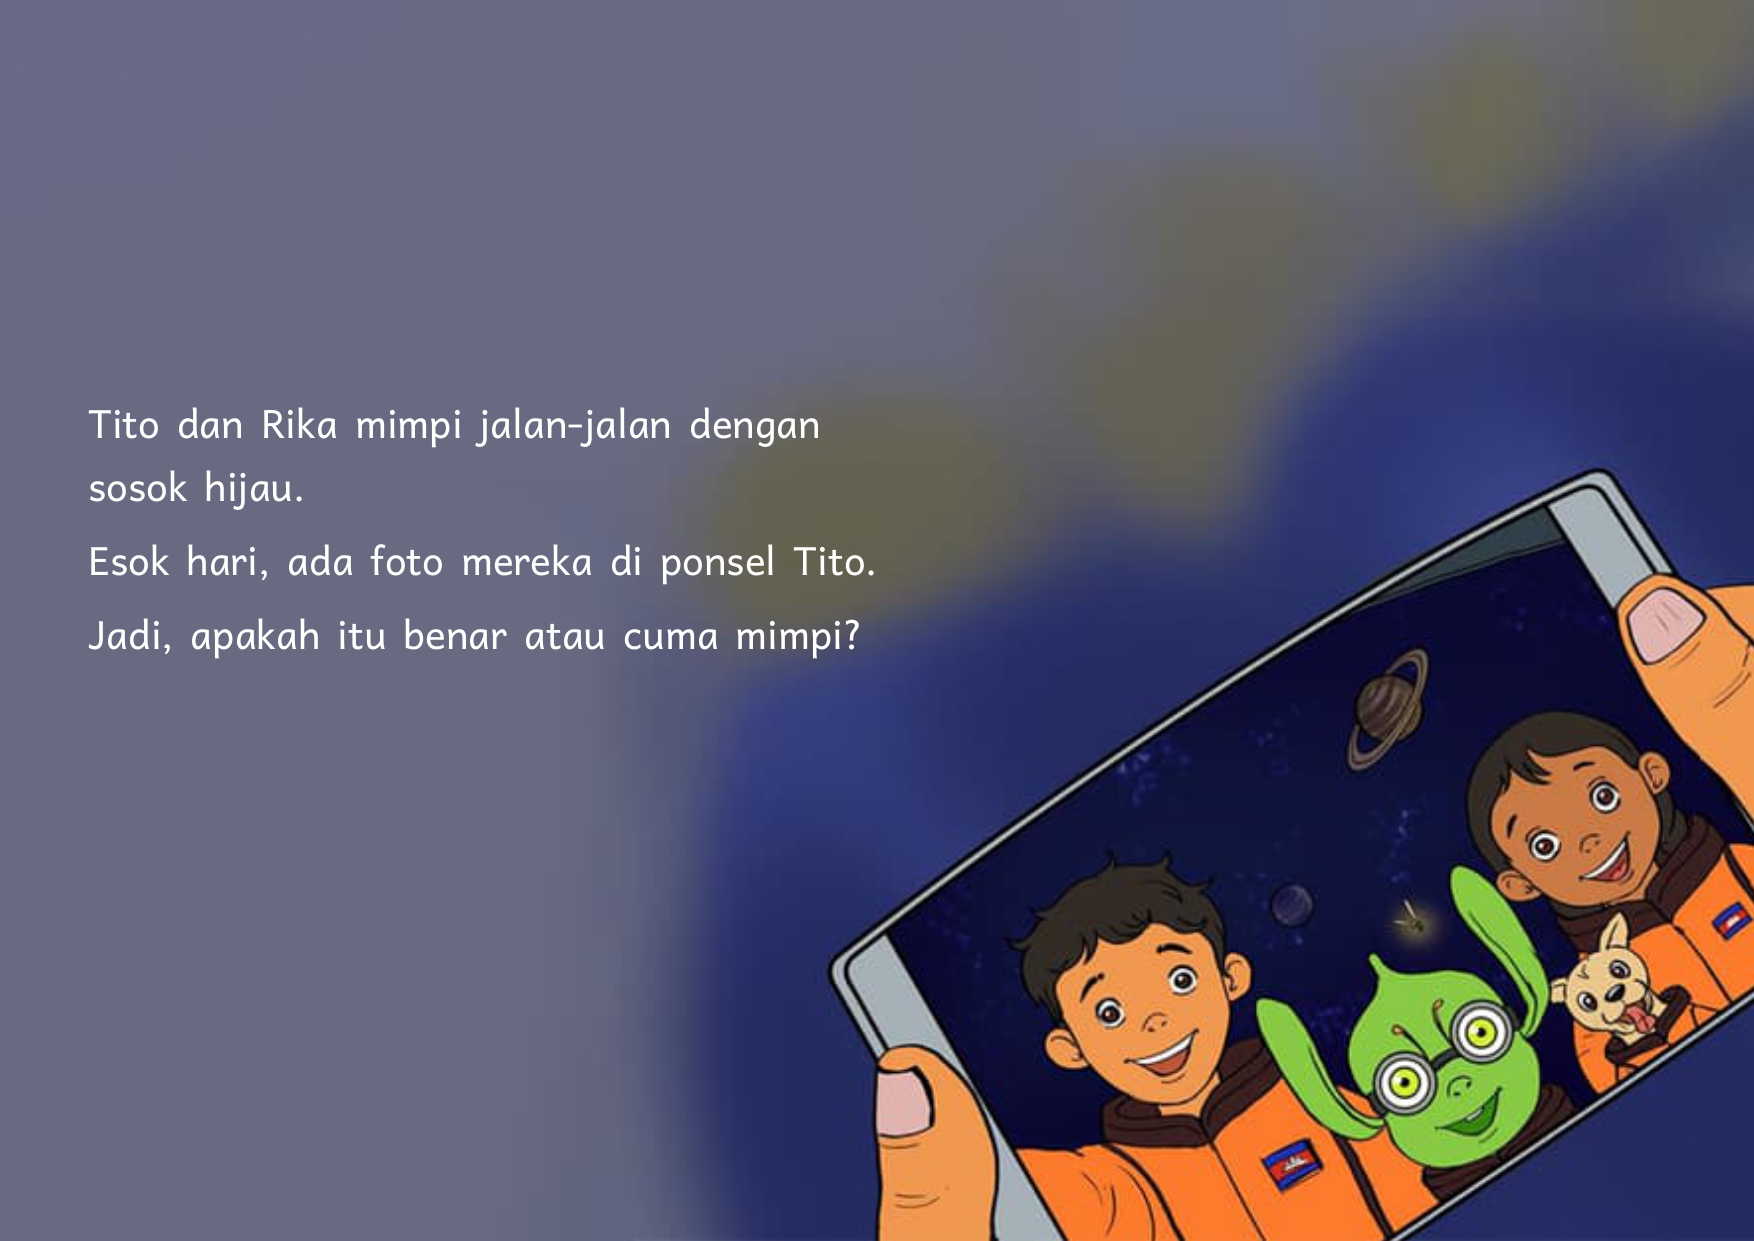 Tito dan Rika mimpi jalan-jalan dengan
sosok hijau.
Esok hari, ada foto mereka di ponsel Tito.
Jadi, apakah itu benar atau cuma mimpi?